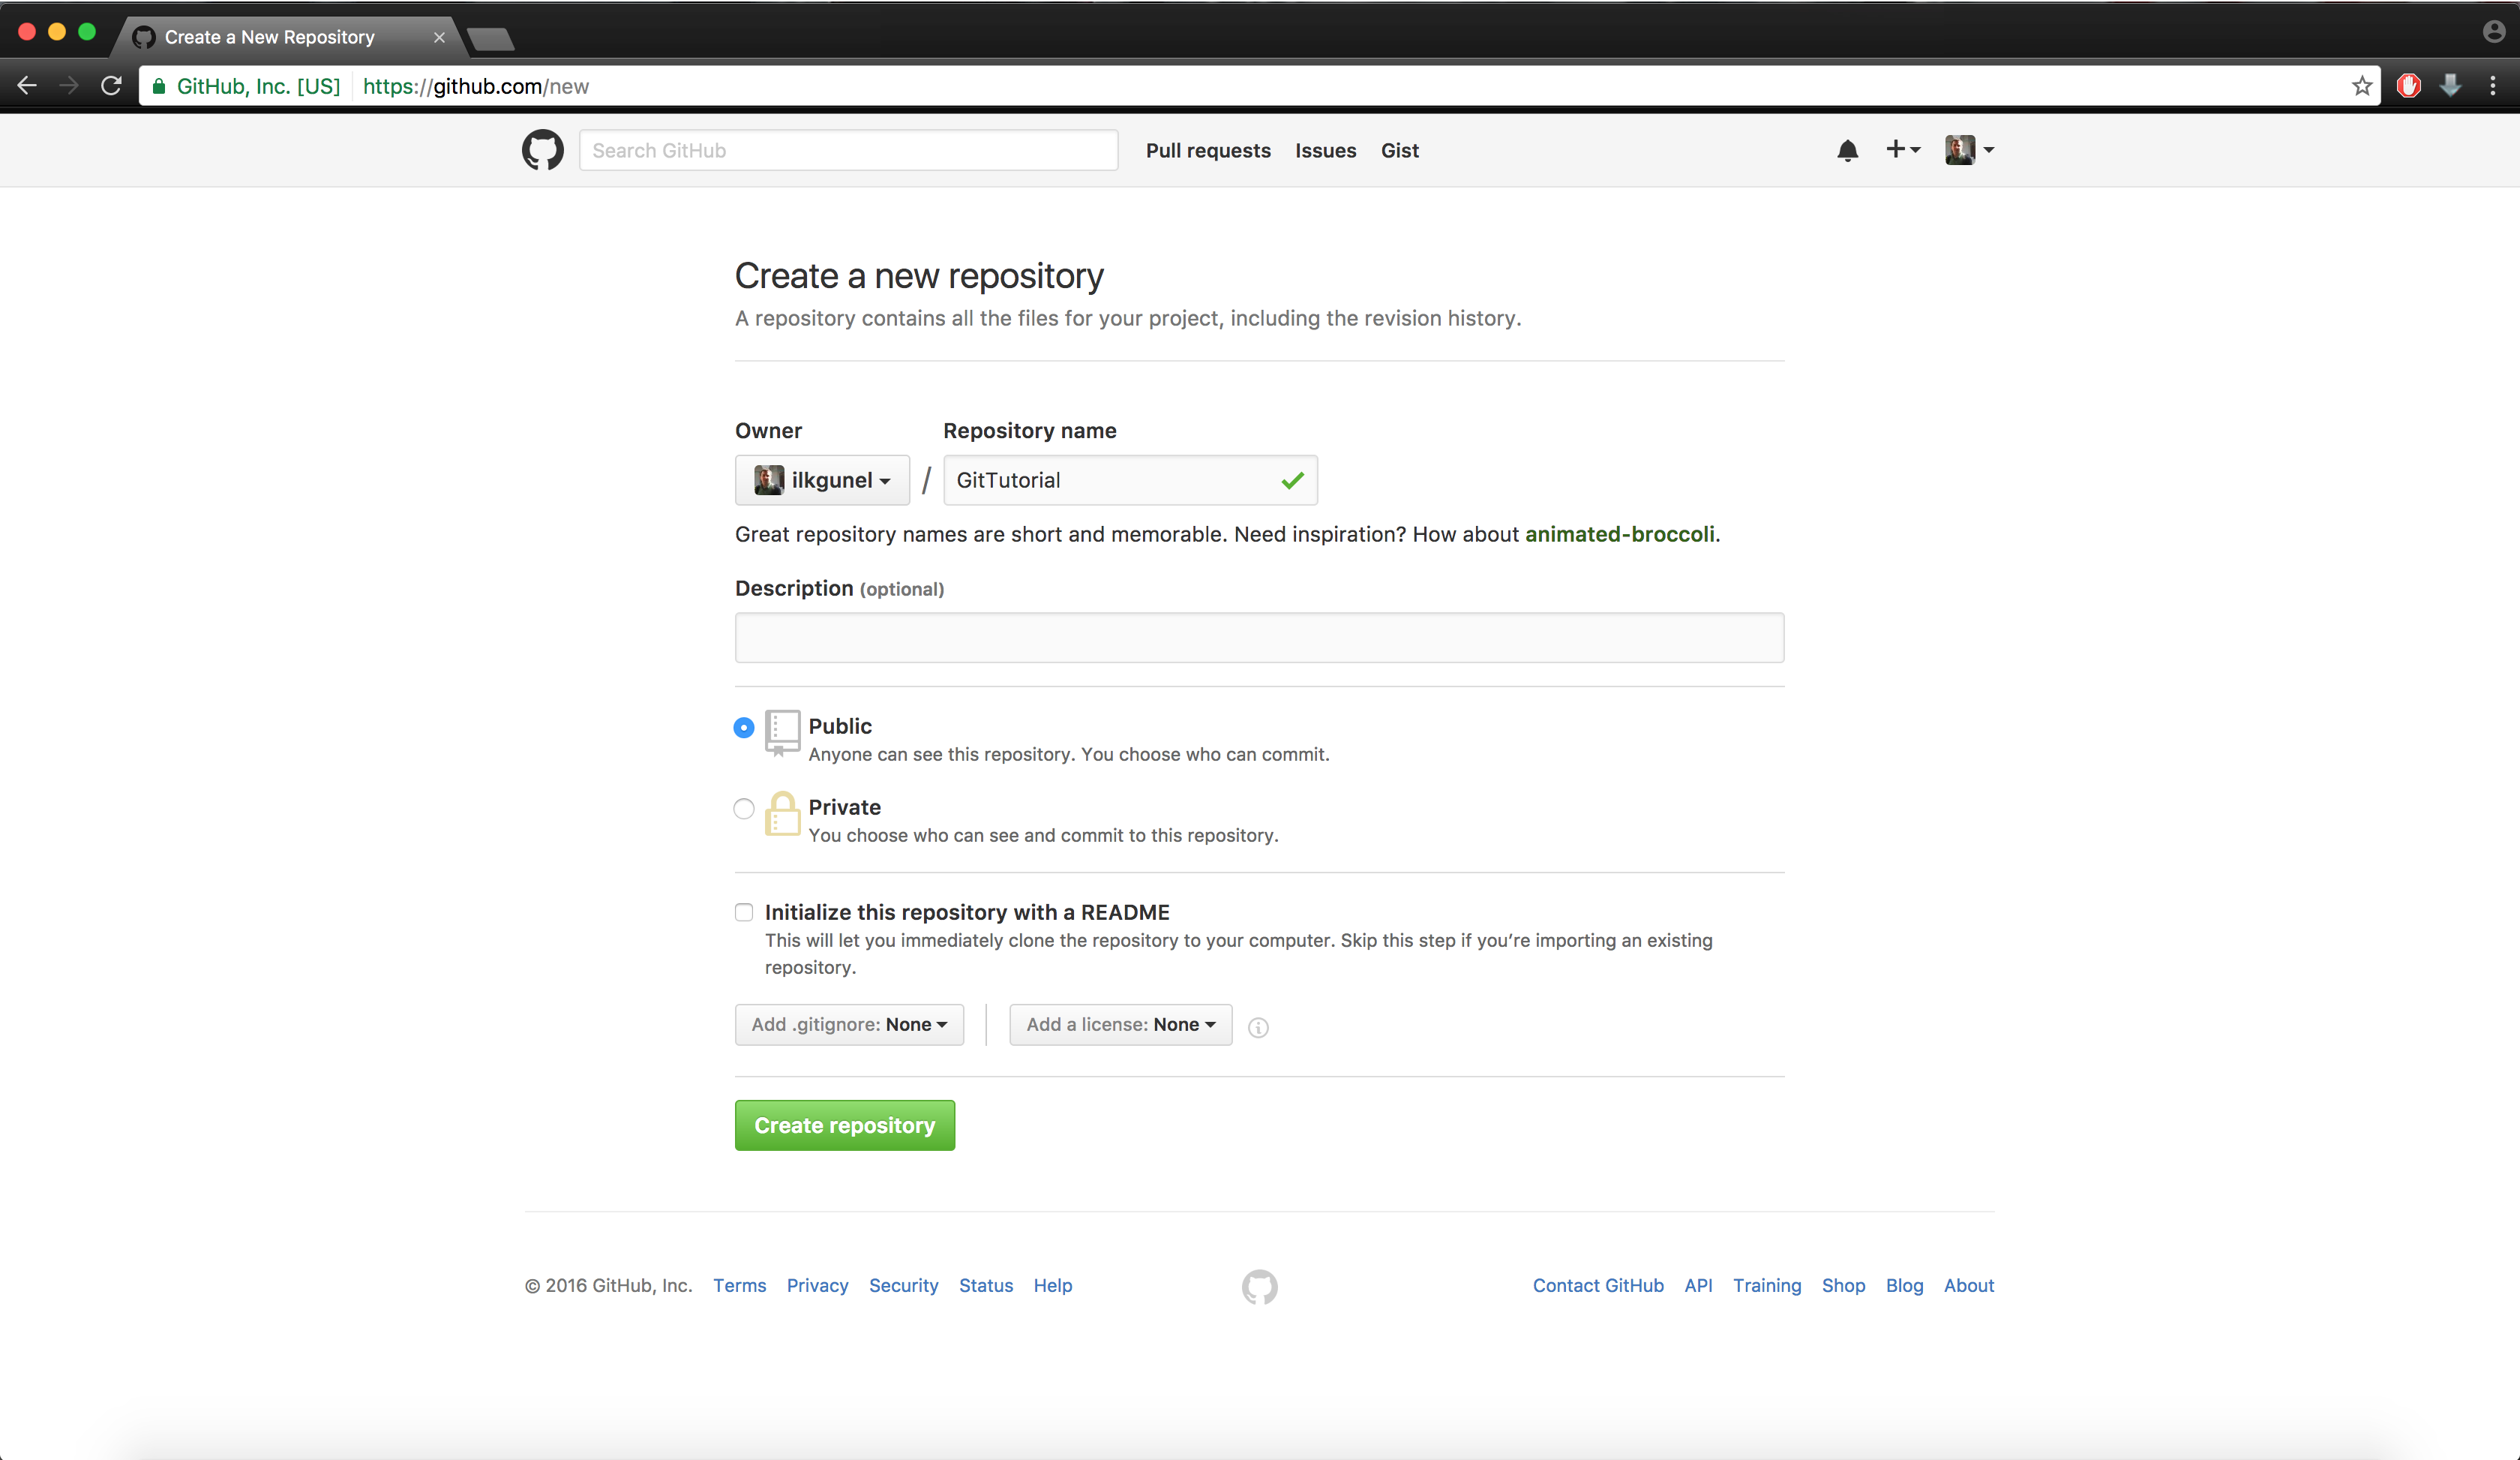 Create a New Repository
GitHub, Inc. [US] https://github.com/new
Search GitHub Pull requests Issues Gist
Create a new repository
A repository contains all the files for your project, including the revision history.
Owner Repository name
ilkgunel / GitTutorial
Great repository names are short and memorable. Need inspiration? How about animated-broccoli.
Description (optional)
Public
Anyone can see this repository. You choose who can commit.
Private
You choose who can see and commit to this repository.
Initialize this repository with a README
This will let you immediately clone the repository to your computer. Skip this step if you’re importing an existing
repository.
Add .gitignore: None Add a license: None
Create repository
© 2016 GitHub, Inc. Terms Privacy Security Status Help Contact GitHub API Training Shop Blog About